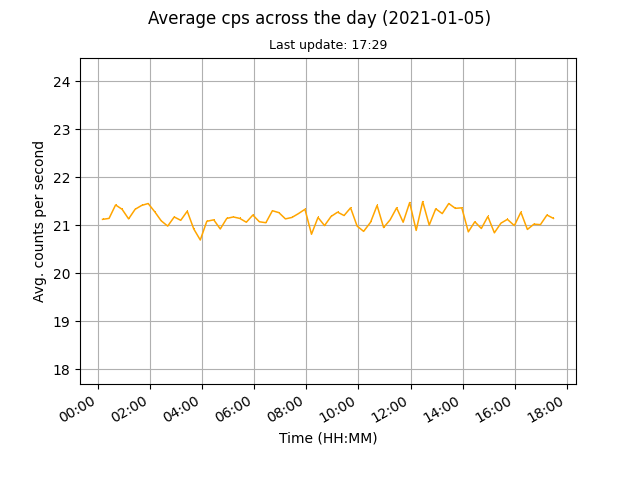 Average cps across the day (2021-01-05)
Last update: 17:29
24
23
22
21
20
19
18
Avg. counts per second
00:00 02:00 04:00 06:00 08:00 10:00 12:00 14:00 16:00 18:00
Time (HH:MM)